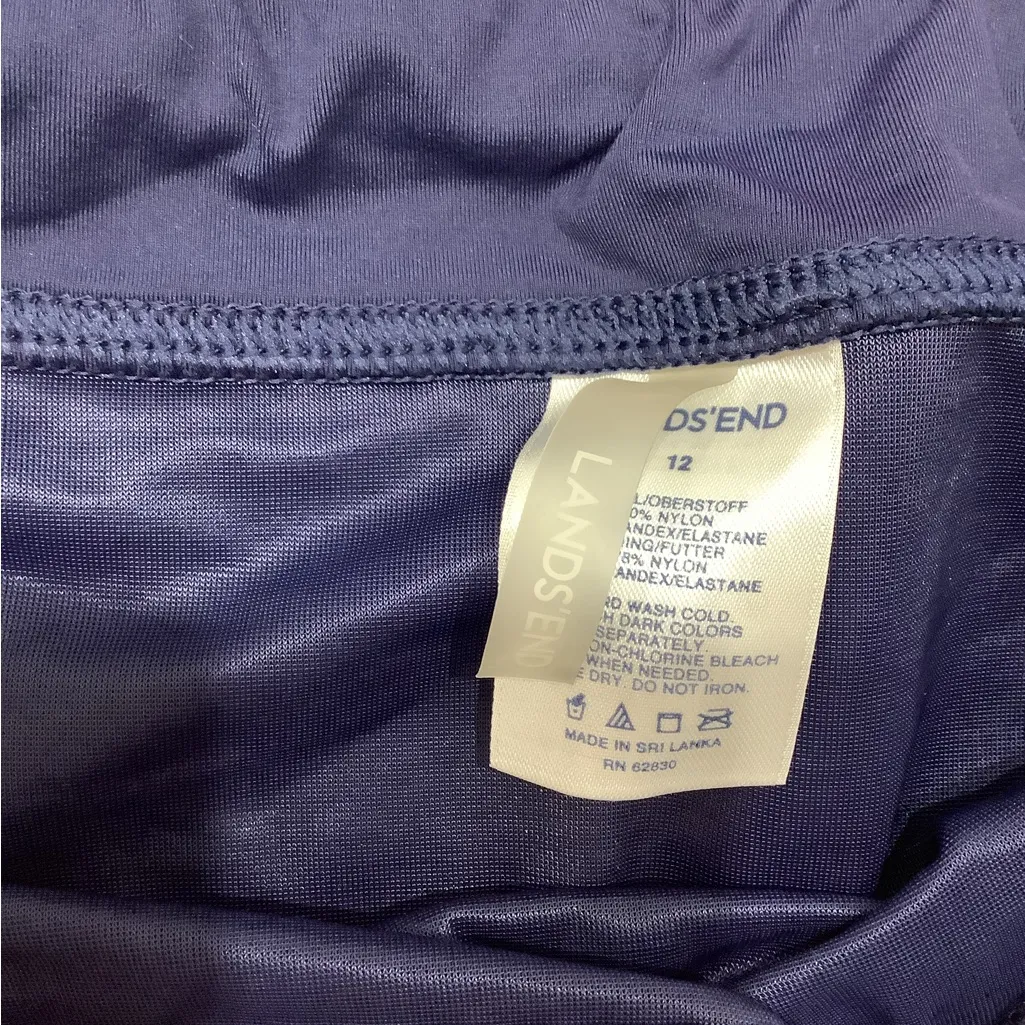 DS'END
12
LANDS'END
L/OBERSTOFF
0% NYLON
ANDEX/ELASTANE
ING/FUTTER
8% NYLON
ANDEX/ELASTANE
RD WASH COLD.
H DARK COLORS
SEPARATELY.
ON-CHLORINE BLEACH
WHEN NEEDED.
E DRY. DO NOT IRON.
MADE IN SRI LANKA
RN 62830